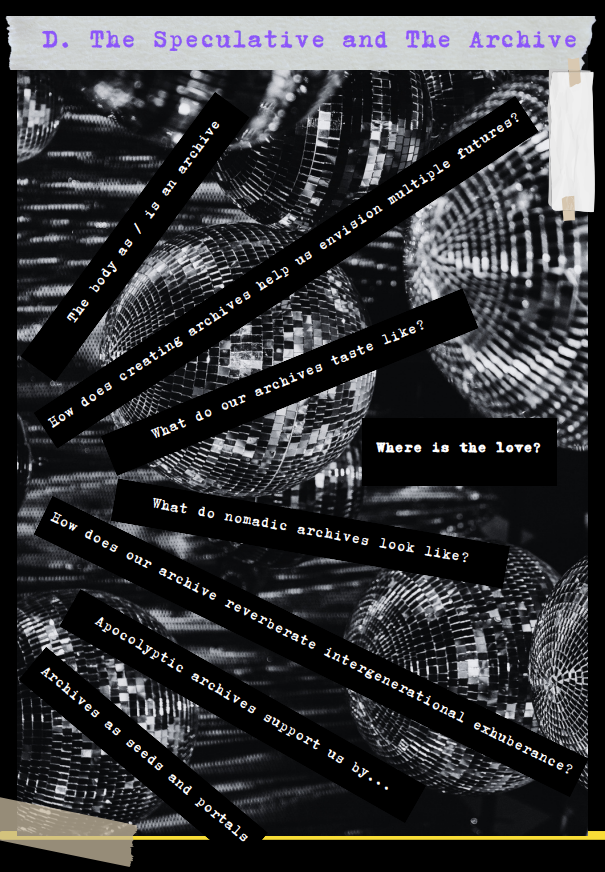 D. The Speculative and The Archive
The body as / is an archive
How does creating archives help us envision multiple futures?
What do our archives taste like?
Where is the love?
What do nomadic archives look like?
How does our archive reverberate intergenerational exhuberance?
Apocolyptic archives support us by...
Archives as seeds and portals